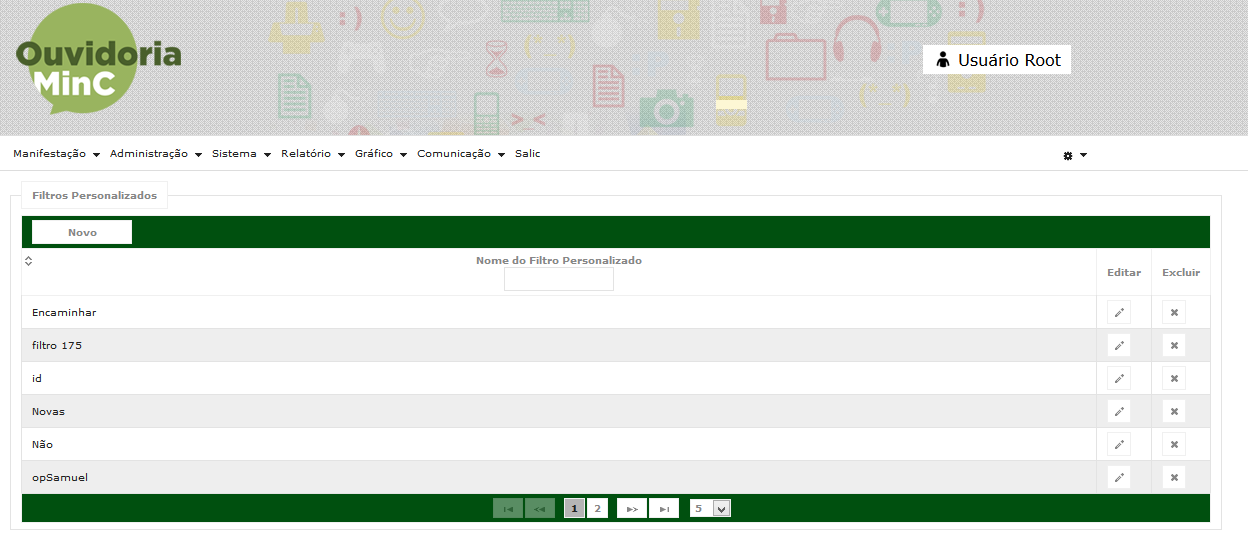 Ouvidoria
MinC
:)
>_<
:)
Usuário Root
Manifestação Administração Sistema Relatório Gráfico Comunicação Salic
Filtros Personalizados
Novo
Nome do Filtro Personalizado
Editar Excluir
Encaminhar
filtro 175
id
Novas
Não
opSamuel
1 2 5